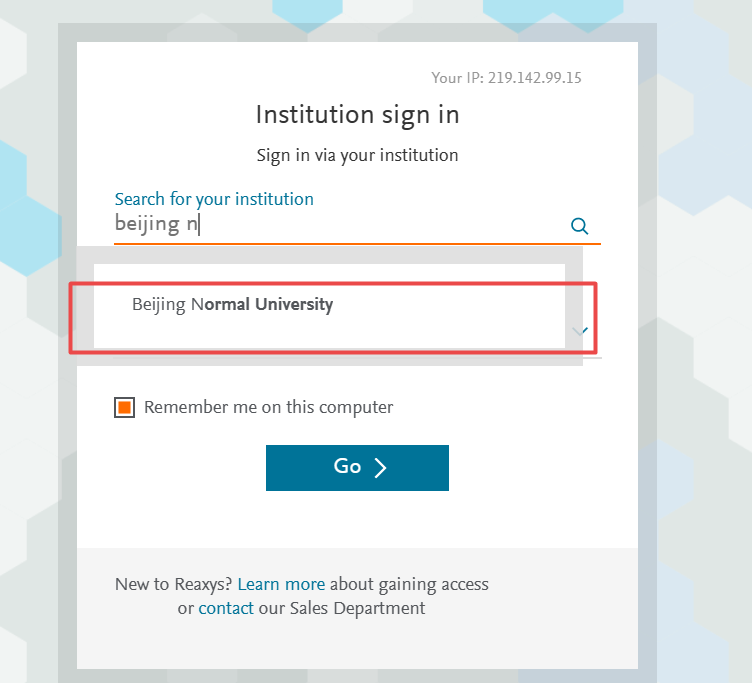 Your IP: 219.142.99.15
Institution sign in
Sign in via your institution
Search for your institution
beijing n
Beijing Normal University
Remember me on this computer
Go
New to Reaxys? Learn more about gaining access
or contact our Sales Department